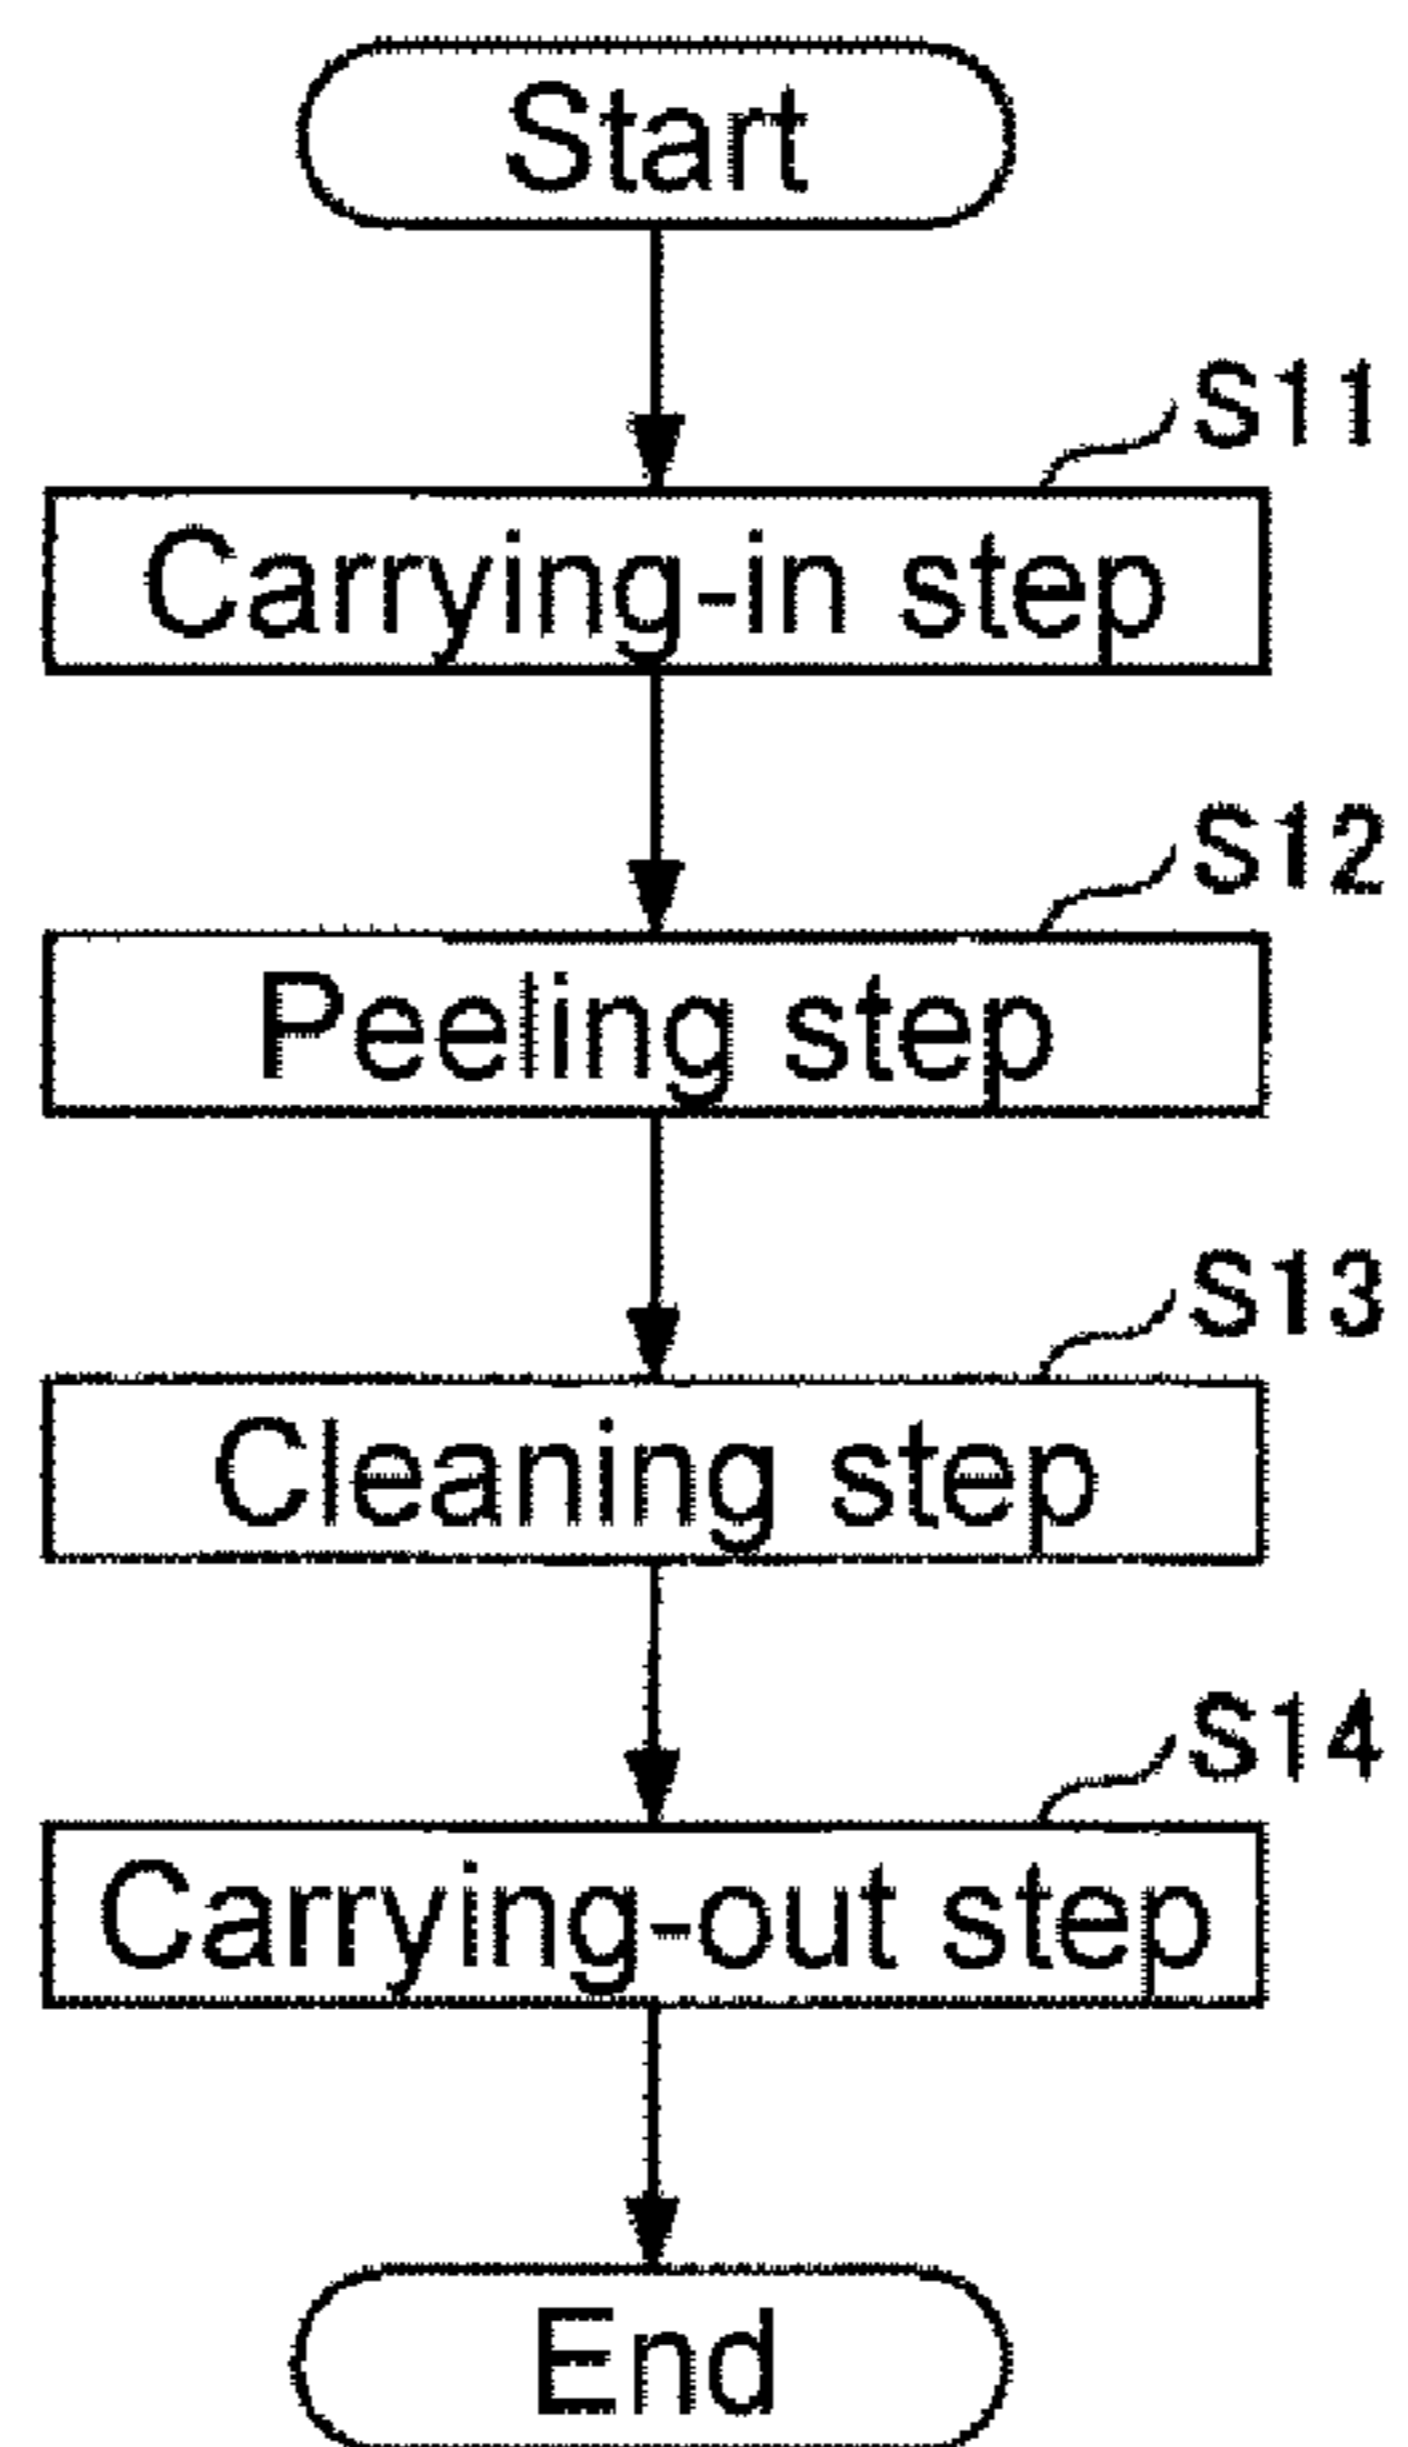 Start
S11
Carrying-in step
S12
Peeling step
S13
Cleaning step
S14
Carrying-out step
End